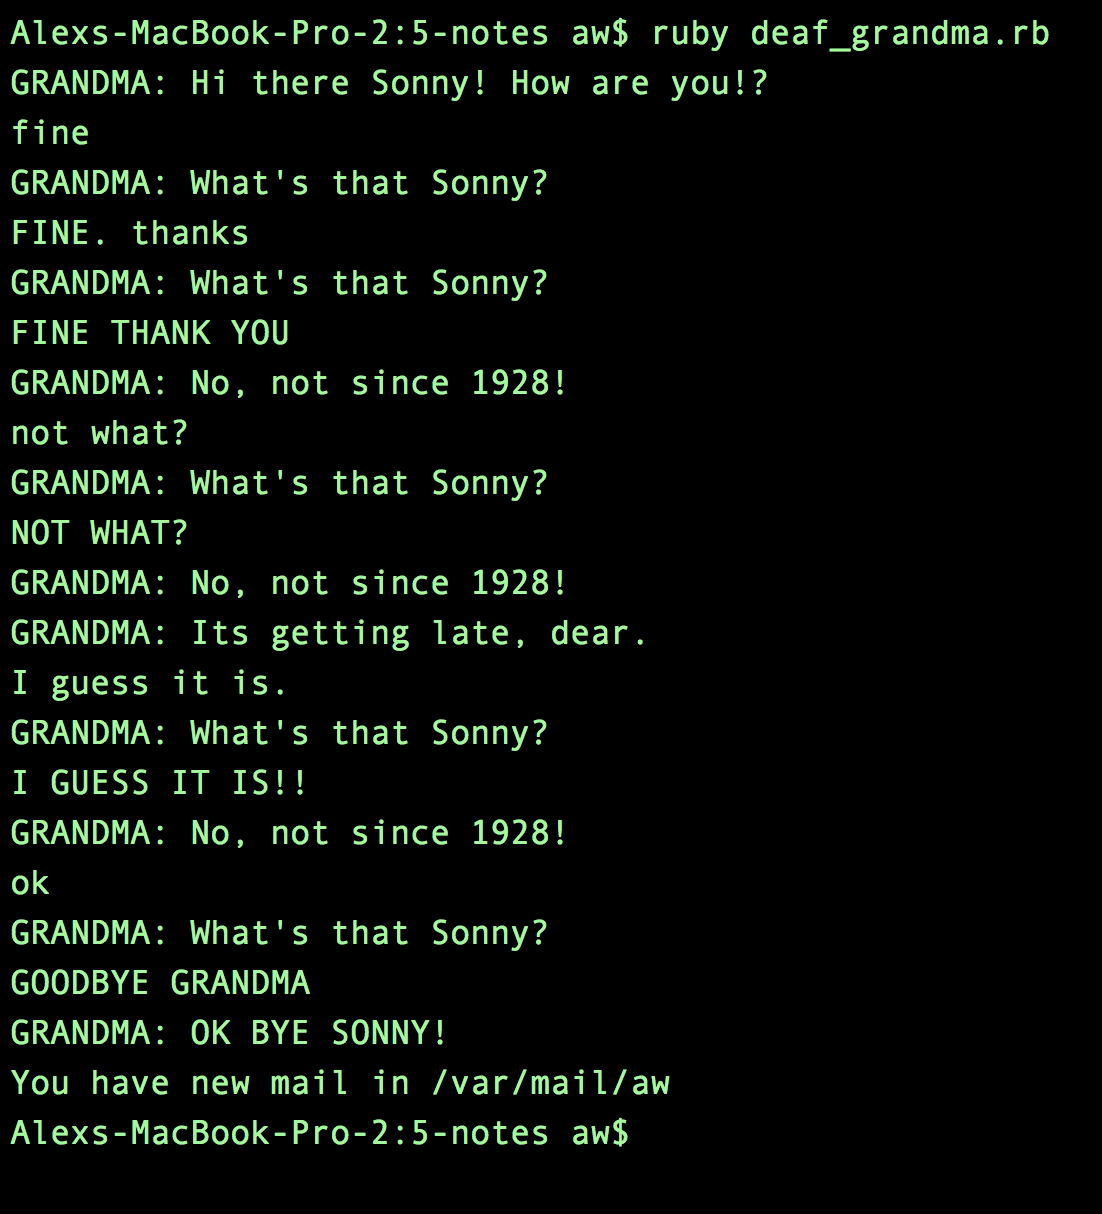 Alexs-MacBook-Pro-2:5-notes aw$ ruby deaf_grandma.rb
GRANDMA: Hi there Sonny! How are you!?
fine
GRANDMA: What's that Sonny?
FINE. thanks
GRANDMA: What's that Sonny?
FINE THANK YOU
GRANDMA: No, not since 1928!
not what?
GRANDMA: What's that Sonny?
NOT WHAT?
GRANDMA: No, not since 1928!
GRANDMA: Its getting late, dear.
I guess it is.
GRANDMA: What's that Sonny?
I GUESS IT IS!!
GRANDMA: No, not since 1928!
ok
GRANDMA: What's that Sonny?
GOODBYE GRANDMA
GRANDMA: OK BYE SONNY!
You have new mail in /var/mail/aw
Alexs-MacBook-Pro-2:5-notes aw$